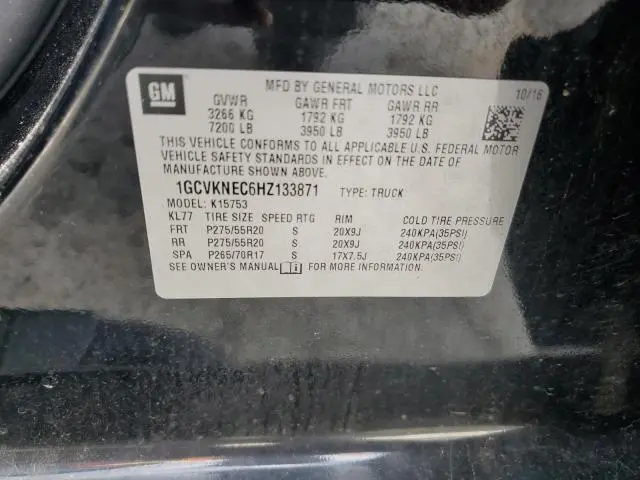 GM
MFD BY GENERAL MOTORS LLC
10/16
GVWR GAWR FRT GAWR RR
3266 KG 1792 KG 1792 KG
7200 LB 3950 LB 3950 LB
THIS VEHICLE CONFORMS TO ALL APPLICABLE U.S. FEDERAL MOTOR
VEHICLE SAFETY STANDARDS IN EFFECT ON THE DATE OF
MANUFACTURE SHOWN ABOVE.
1GCVKNEC6HZ133871 TYPE: TRUCK
MODEL: K15753
KL77 TIRE SIZE SPEED RTG RIM COLD TIRE PRESSURE
FRT P275/55R20 S 20X9J 240KPA(35PSI)
RR P275/55R20 S 20X9J 240KPA(35PSI)
SPA P265/70R17 S 17X7.5J 240KPA(35PSI)
SEE OWNER'S MANUAL FOR MORE INFORMATION.